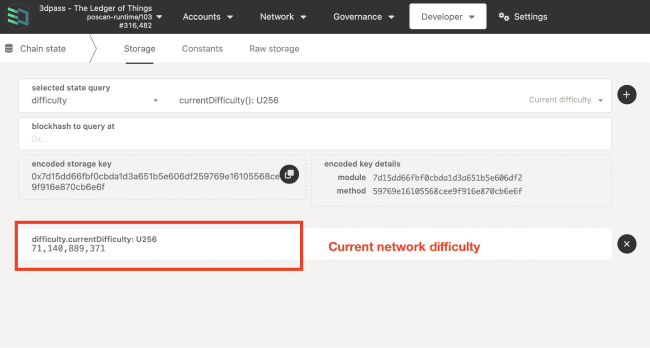 3dpass - The Ledger of Things
poscan-runtime/103
#316,482
Accounts
Network
Governance
Developer
Settings
Chain state
Storage
Constants
Raw storage
selected state query
difficulty
currentDifficulty(): U256
Current difficulty.
blockhash to query at
0x...
encoded storage key
0x7d15dd66fbf0cbda1d3a651b5e606df259769e16105568ce
9f916e870cb6e6f
encoded key details
module 7d15dd66fbf0cbda1d3a651b5e606df2
method 59769e16105568cee9f916e870cb6e6f
difficulty.currentDifficulty: U256
71,140,889,371
Current network difficulty